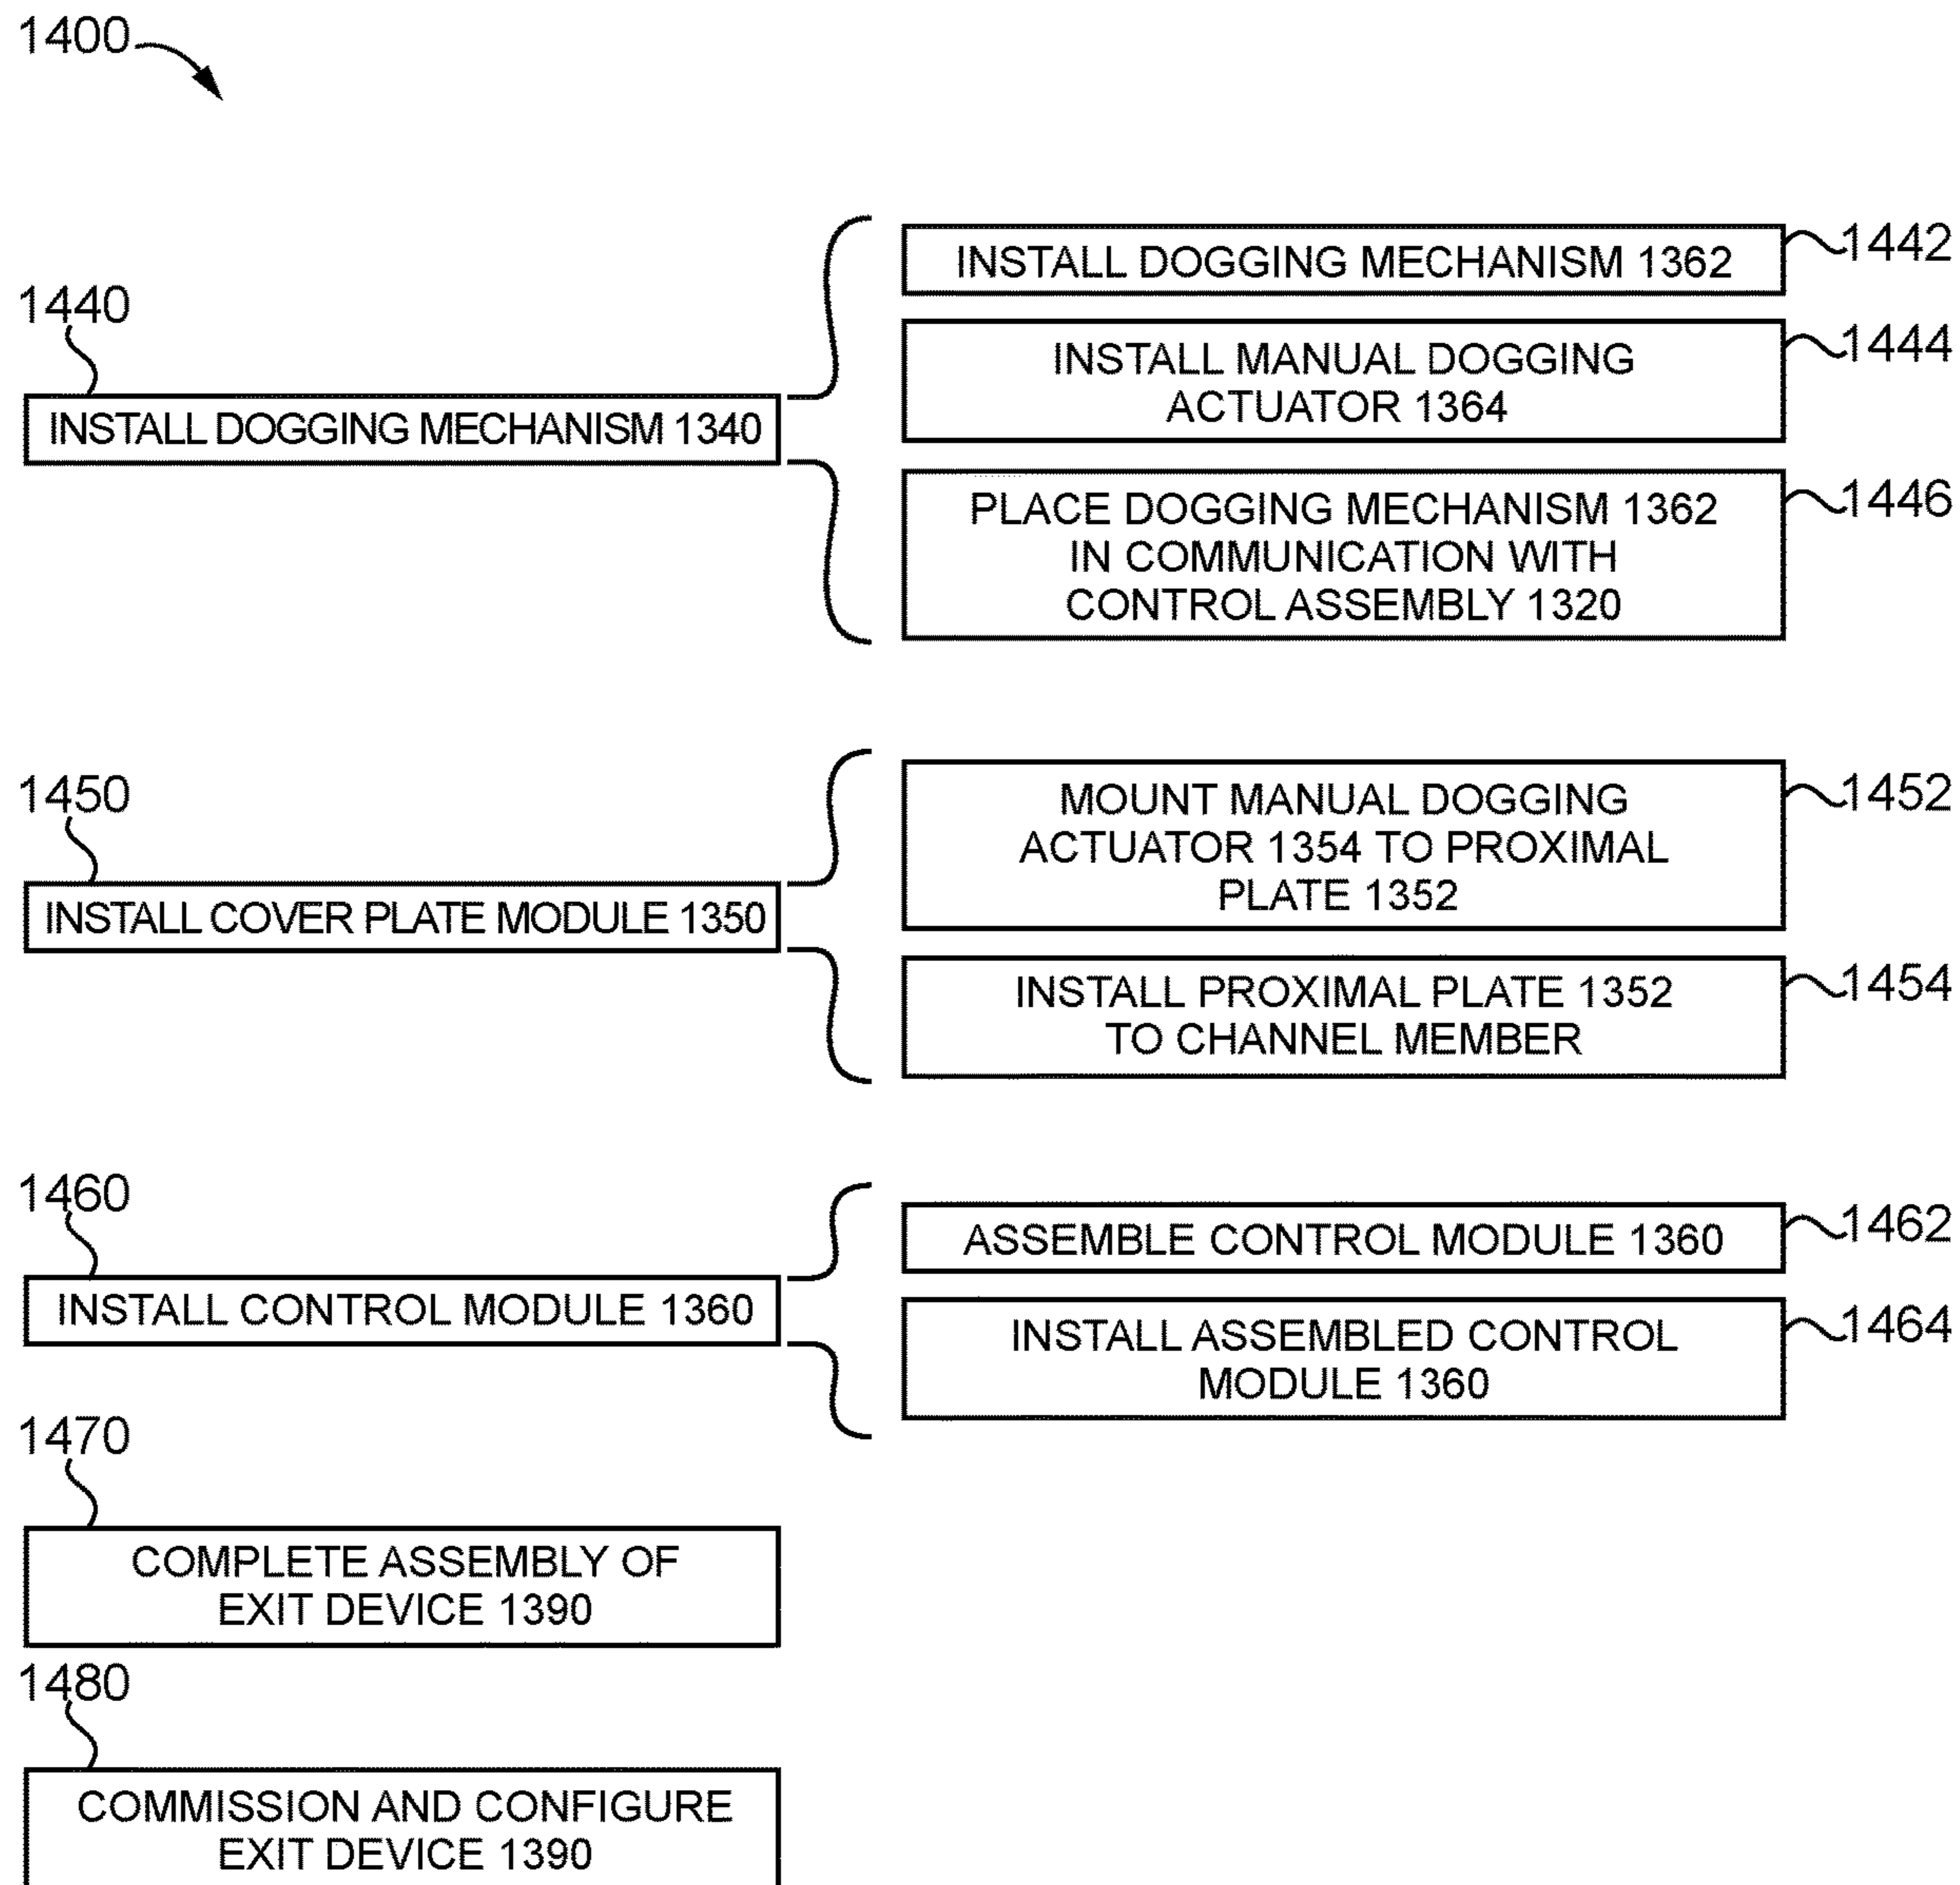 1400
1440
INSTALL DOGGING MECHANISM 1340
INSTALL DOGGING MECHANISM 1362
1442
INSTALL MANUAL DOGGING
ACTUATOR 1364
1444
PLACE DOGGING MECHANISM 1362
IN COMMUNICATION WITH
CONTROL ASSEMBLY 1320
1446
1450
INSTALL COVER PLATE MODULE 1350
MOUNT MANUAL DOGGING
ACTUATOR 1354 TO PROXIMAL
PLATE 1352
1452
INSTALL PROXIMAL PLATE 1352
TO CHANNEL MEMBER
1454
1460
INSTALL CONTROL MODULE 1360
ASSEMBLE CONTROL MODULE 1360
1462
INSTALL ASSEMBLED CONTROL
MODULE 1360
1464
1470
COMPLETE ASSEMBLY OF
EXIT DEVICE 1390
1480
COMMISSION AND CONFIGURE
EXIT DEVICE 1390